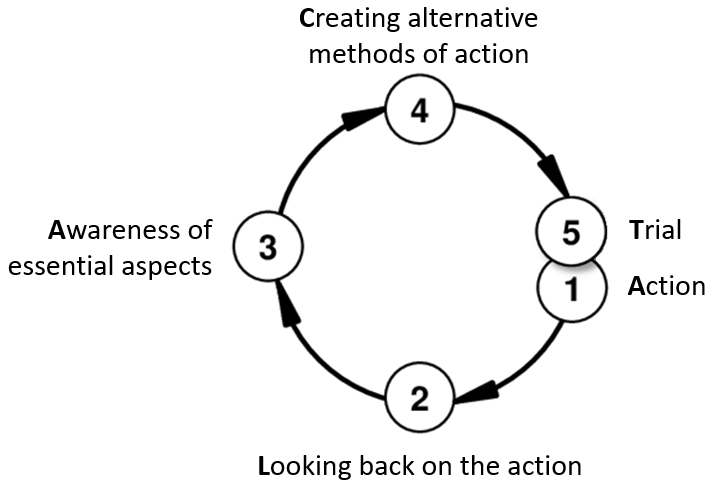 Creating alternative
methods of action
4
5
Trial
1
Action
3
Awareness of
essential aspects
2
Looking back on the action